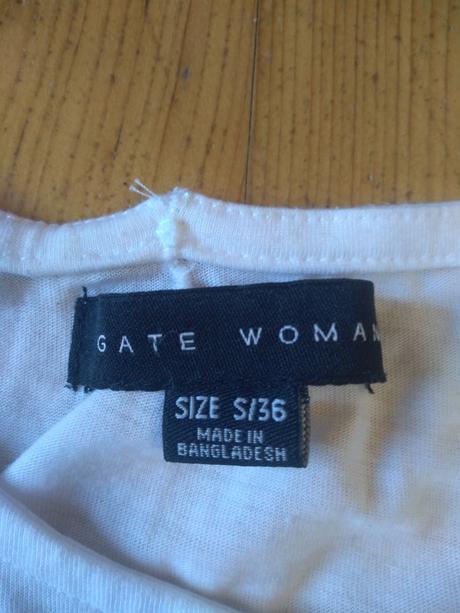 GATE WOMAN
SIZE S/36
MADE IN
BANGLADESH